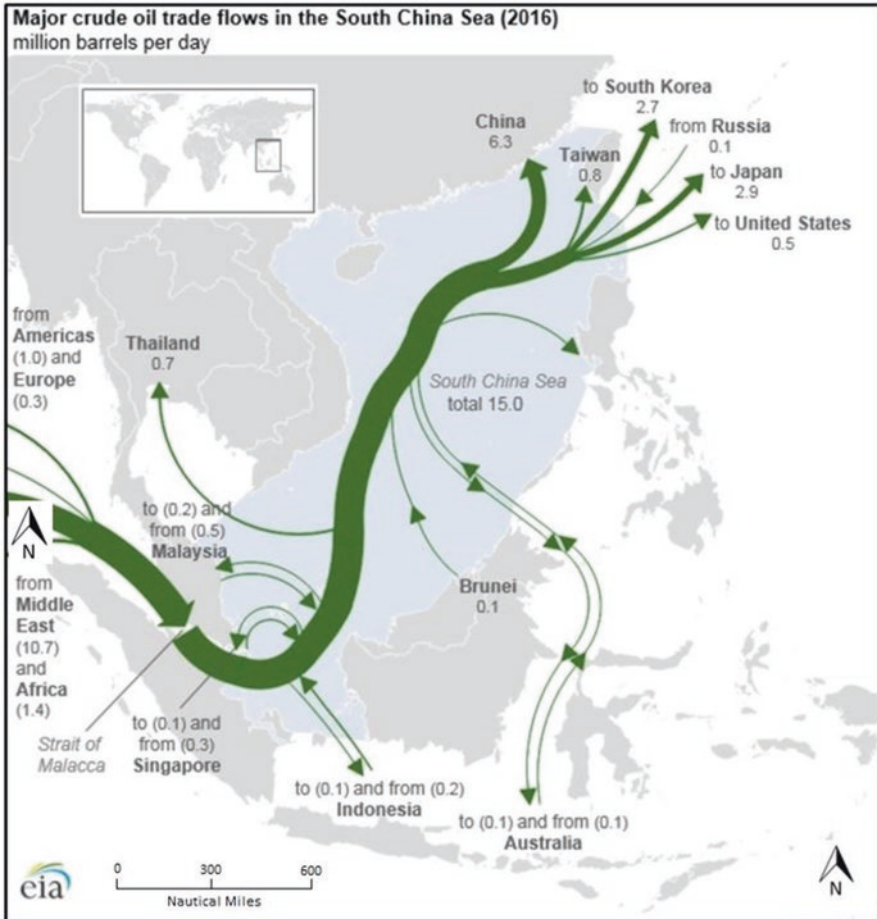 Major crude oil trade flows in the South China Sea (2016)
million barrels per day
to South Korea
2.7
China
6.3
from Russia
0.1
Taiwan
0.8
to Japan
2.9
to United States
0.5
from
Americas
(1.0) and
Europe
(0.3)
Thailand
0.7
South China Sea
total 15.0
to (0.2) and
from (0.5)
Malaysia
N
from
Middle
East
(10.7)
and
Africa
(1.4)
Brunei
0.1
to (0.1) and
from (0.3)
Singapore
Strait of
Malacca
to (0.1) and from (0.2)
Indonesia
to (0.1) and from (0.1)
Australia
eia
0 300 600
Nautical Miles
N